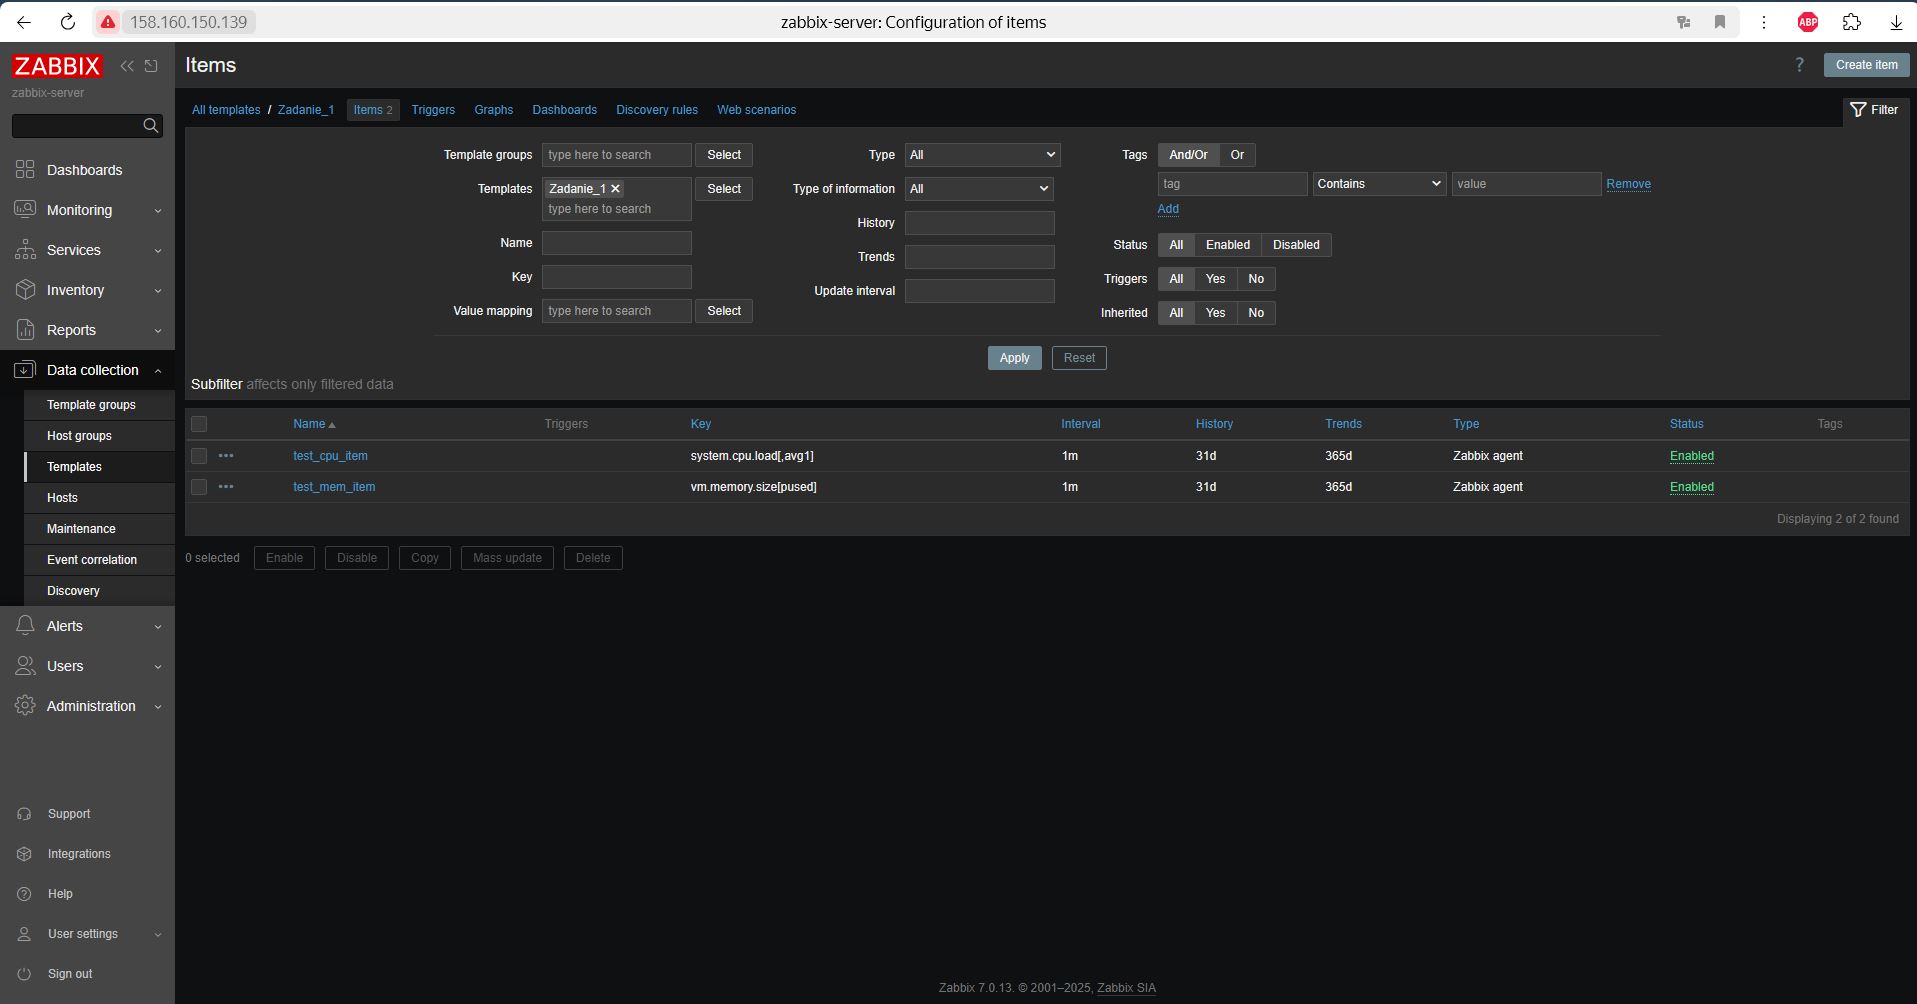 158.160.150.139
zabbix-server: Configuration of items
ABP
ZABBIX
zabbix-server
Dashboards
Monitoring
Services
Inventory
Reports
Data collection
Template groups
Host groups
Templates
Hosts
Maintenance
Event correlation
Discovery
Alerts
Users
Administration
Support
Integrations
Help
User settings
Sign out
Items
? Create item
All templates / Zadanie_1 Items 2 Triggers Graphs Dashboards Discovery rules Web scenarios
Filter
Template groups type here to search Select
Templates Zadanie_1 Select
type here to search
Name
Key
Value mapping type here to search Select
Type All
Type of information All
History
Trends
Update interval
Tags And/Or Or
tag Contains value Remove
Add
Status All Enabled Disabled
Triggers All Yes No
Inherited All Yes No
Apply Reset
Subfilter affects only filtered data
Name Triggers Key Interval History Trends Type Status Tags
test_cpu_item system.cpu.load[,avg1] 1m 31d 365d Zabbix agent Enabled
test_mem_item vm.memory.size[pused] 1m 31d 365d Zabbix agent Enabled
Displaying 2 of 2 found
0 selected Enable Disable Copy Mass update Delete
Zabbix 7.0.13. © 2001–2025, Zabbix SIA